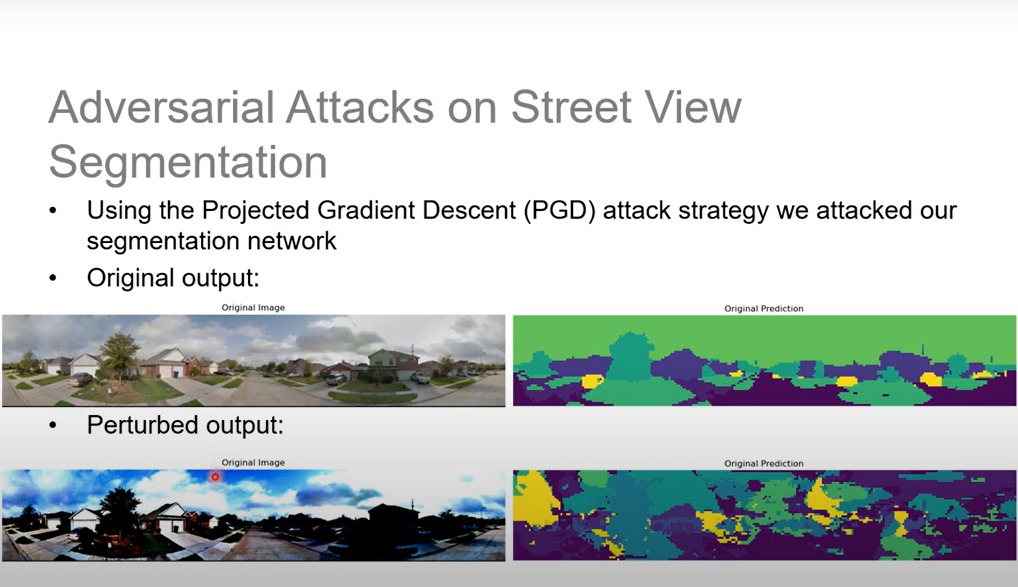 Adversarial Attacks on Street View
Segmentation
• Using the Projected Gradient Descent (PGD) attack strategy we attacked our
segmentation network
• Original output:
Original Image
Original Prediction
• Perturbed output:
Original Image
Original Prediction